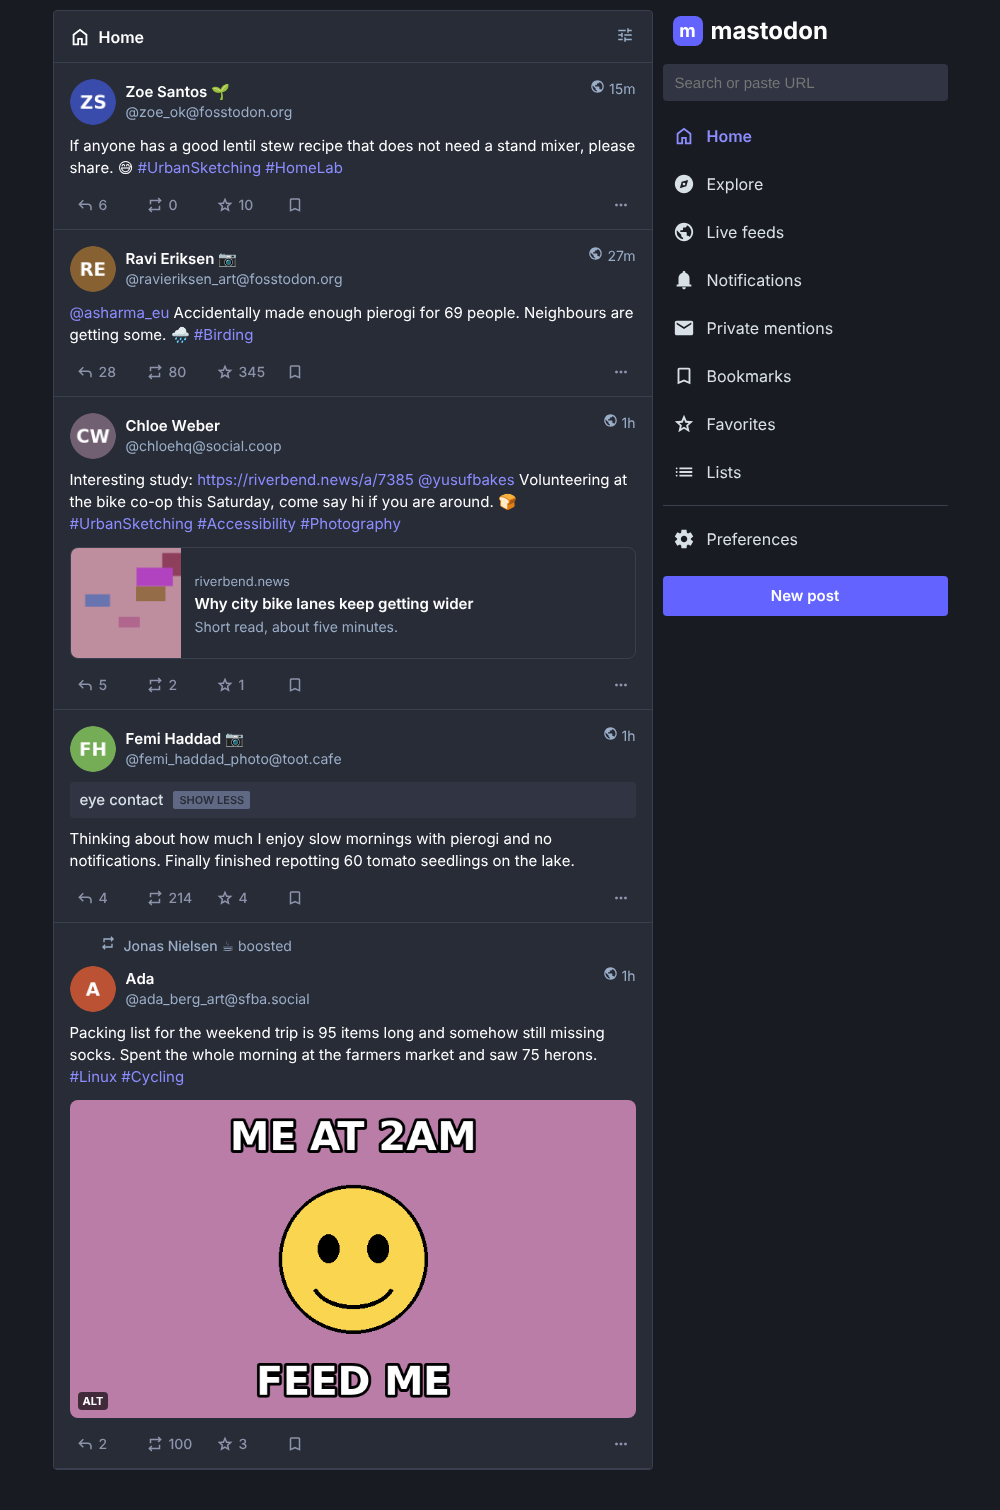 Home
ZS
Zoe Santos 🌱
15m
@zoe_ok@fosstodon.org
If anyone has a good lentil stew recipe that does not need a stand mixer, please
share. 😅 #UrbanSketching #HomeLab
6 0 10
RE
Ravi Eriksen 📷
27m
@ravieriksen_art@fosstodon.org
@asharma_eu Accidentally made enough pierogi for 69 people. Neighbours are
getting some. 🌧️ #Birding
28 80 345
CW
Chloe Weber
1h
@chloehq@social.coop
Interesting study: https://riverbend.news/a/7385 @yusufbakes Volunteering at
the bike co-op this Saturday, come say hi if you are around. 🍞
#UrbanSketching #Accessibility #Photography
riverbend.news
Why city bike lanes keep getting wider
Short read, about five minutes.
5 2 1
FH
Femi Haddad 📷
1h
@femi_haddad_photo@toot.cafe
eye contact SHOW LESS
Thinking about how much I enjoy slow mornings with pierogi and no
notifications. Finally finished repotting 60 tomato seedlings on the lake.
4 214 4
Jonas Nielsen ☕ boosted
A
Ada
1h
@ada_berg_art@sfba.social
Packing list for the weekend trip is 95 items long and somehow still missing
socks. Spent the whole morning at the farmers market and saw 75 herons.
#Linux #Cycling
ME AT 2AM
FEED ME
ALT
2 100 3
m mastodon
Search or paste URL
Home
Explore
Live feeds
Notifications
Private mentions
Bookmarks
Favorites
Lists
Preferences
New post